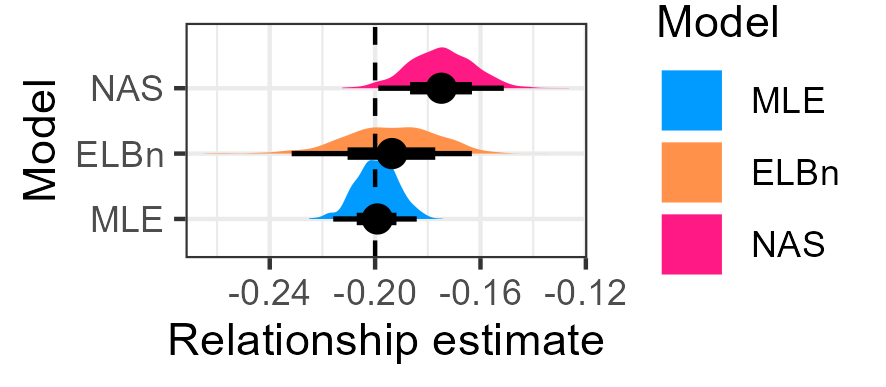 Model
NAS
ELBn
MLE
-0.24 -0.20 -0.16 -0.12
Relationship estimate
Model
MLE
ELBn
NAS